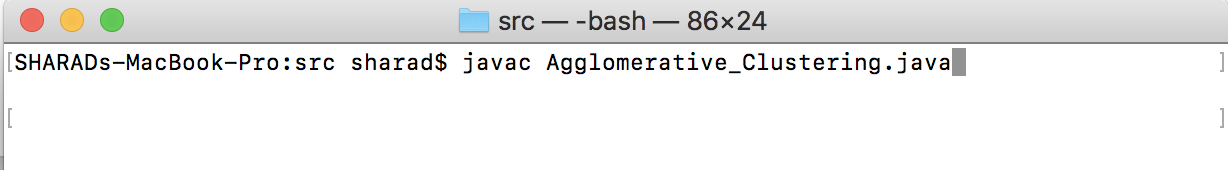 src — -bash — 86×24
[SHARADs-MacBook-Pro:src sharad$ javac Agglomerative_Clustering.java ]
[ ]